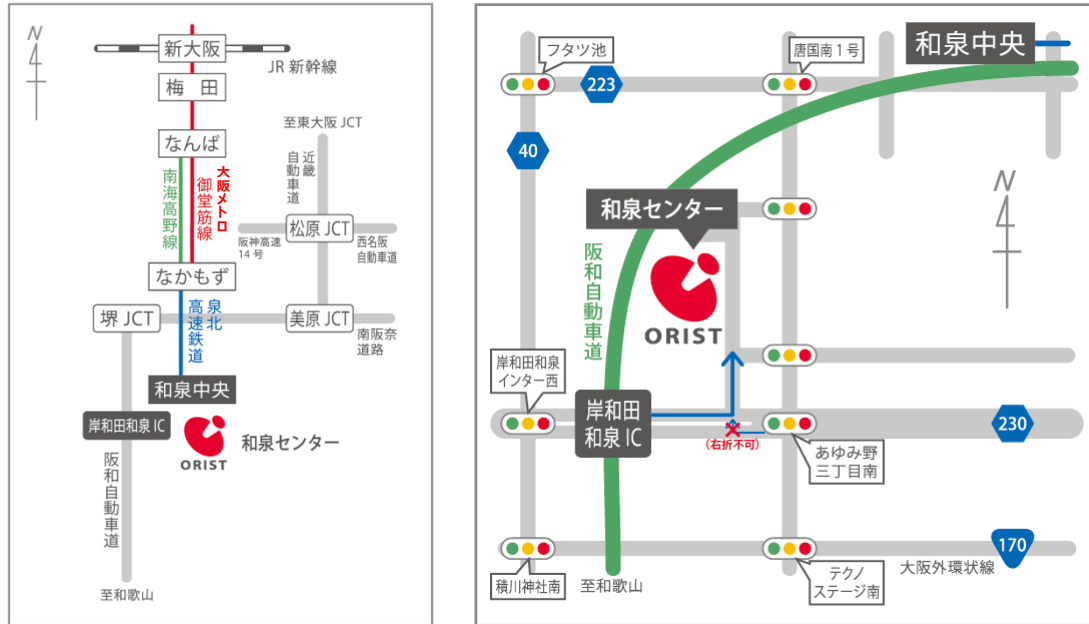 N
新大阪
JR 新幹線
梅 田
至東大阪 JCT
なんば
近畿
自動車道
南海高野線
大阪メトロ
御堂筋線
松原 JCT
阪神高速
14 号
西名阪
自動車道
なかもず
堺 JCT
泉北
高速鉄道
美原 JCT
南阪奈
道路
和泉中央
岸和田和泉 IC
ORIST
和泉センター
阪和自動車道
至和歌山
フタツ池
唐国南 1 号
和泉中央
223
40
N
和泉センター
阪和自動車道
ORIST
岸和田和泉
インター西
岸和田
和泉 IC
(右折不可)
230
あゆみ野
三丁目南
170
大阪外環状線
積川神社南
至和歌山
テクノ
ステージ南